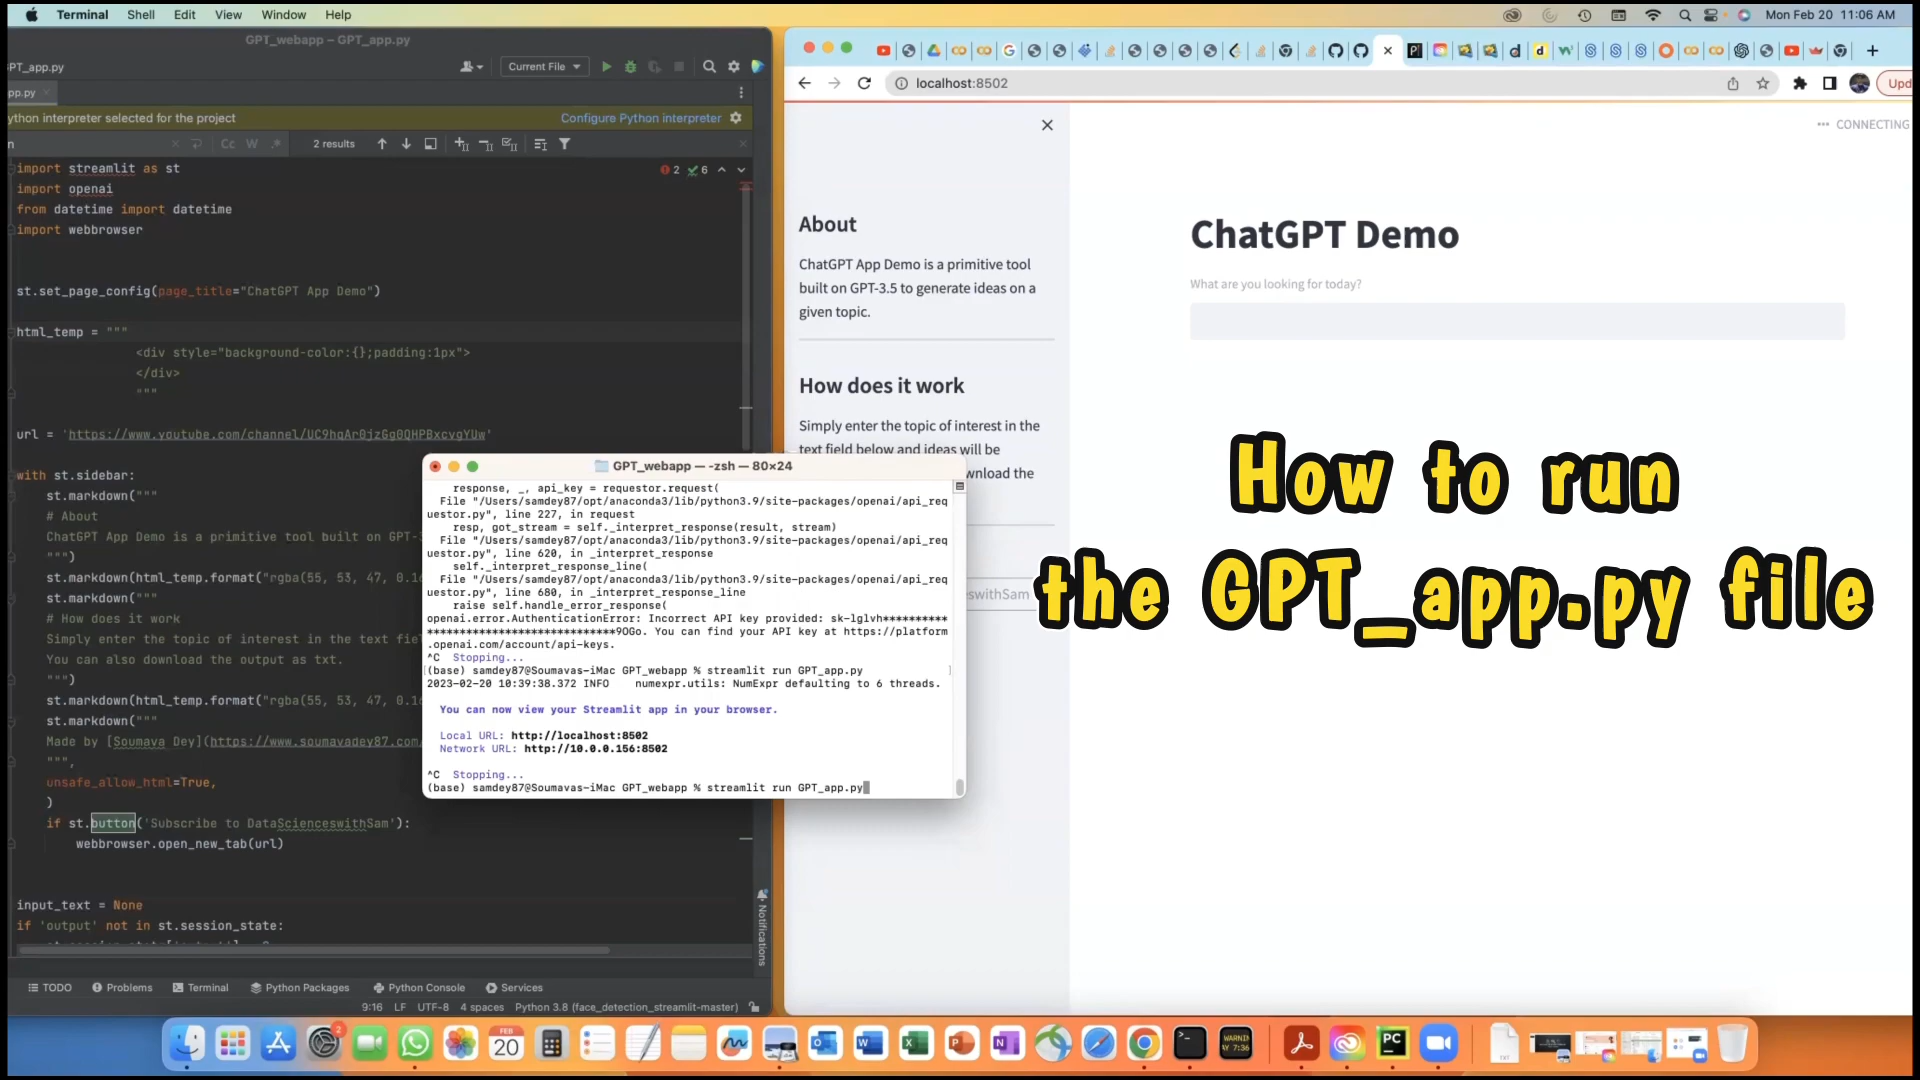 Terminal Shell Edit View Window Help
Mon Feb 20 11:06 AM
GPT_webapp – GPT_app.py
PT_app.py
Current File
pp.py
ython interpreter selected for the project
Configure Python interpreter
n
Cc W .*
2 results
2 6
import streamlit as st
import openai
from datetime import datetime
import webbrowser
st.set_page_config(page_title="ChatGPT App Demo")
html_temp = """
<div style="background-color:{};padding:1px">
</div>
"""
url = 'https://www.youtube.com/channel/UC9hqAr0jzGg0QHPBxcvgYUw'
with st.sidebar:
st.markdown("""
# About
ChatGPT App Demo is a primitive tool built on GPT-3
""")
st.markdown(html_temp.format("rgba(55, 53, 47, 0.16
st.markdown("""
# How does it work
Simply enter the topic of interest in the text fiel
You can also download the output as txt.
""")
st.markdown(html_temp.format("rgba(55, 53, 47, 0.16
st.markdown("""
Made by [Soumava Dey](https://www.soumavadey87.com
""",
unsafe_allow_html=True,
)
if st.button('Subscribe to DataScienceswithSam'):
webbrowser.open_new_tab(url)
input_text = None
if 'output' not in st.session_state:
Notifications
TODO Problems Terminal Python Packages Python Console Services
9:16 LF UTF-8 4 spaces Python 3.8 (face_detection_streamlit-master)
GPT_webapp — -zsh — 80×24
response, _, api_key = requestor.request(
File "/Users/samdey87/opt/anaconda3/lib/python3.9/site-packages/openai/api_req
uestor.py", line 227, in request
resp, got_stream = self._interpret_response(result, stream)
File "/Users/samdey87/opt/anaconda3/lib/python3.9/site-packages/openai/api_req
uestor.py", line 620, in _interpret_response
self._interpret_response_line(
File "/Users/samdey87/opt/anaconda3/lib/python3.9/site-packages/openai/api_req
uestor.py", line 680, in _interpret_response_line
raise self.handle_error_response(
openai.error.AuthenticationError: Incorrect API key provided: sk-lglvh**********
*****************************9OGo. You can find your API key at https://platform
.openai.com/account/api-keys.
^C Stopping...
(base) samdey87@Soumavas-iMac GPT_webapp % streamlit run GPT_app.py
2023-02-20 10:39:38.372 INFO numexpr.utils: NumExpr defaulting to 6 threads.
You can now view your Streamlit app in your browser.
Local URL: http://localhost:8502
Network URL: http://10.0.0.156:8502
^C Stopping...
(base) samdey87@Soumavas-iMac GPT_webapp % streamlit run GPT_app.py
localhost:8502
Upd
CONNECTING
About
ChatGPT App Demo is a primitive tool
built on GPT-3.5 to generate ideas on a
given topic.
How does it work
Simply enter the topic of interest in the
text field below and ideas will be
wnload the
eswithSam
ChatGPT Demo
What are you looking for today?
How to run
the GPT_app.py file
FEB
20
PC